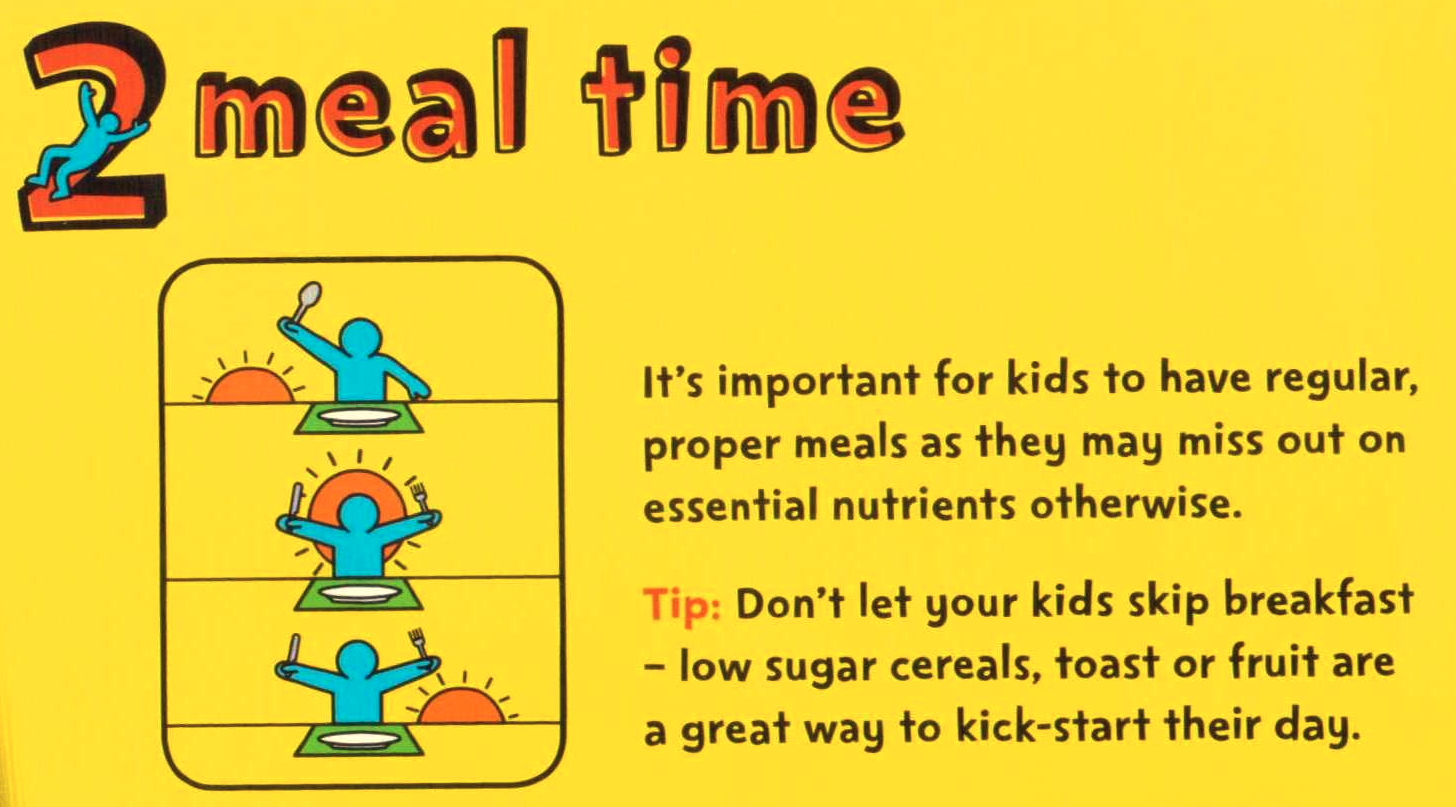 2 meal time
It's important for kids to have regular,
proper meals as they may miss out on
essential nutrients otherwise.
Tip: Don't let your kids skip breakfast
– low sugar cereals, toast or fruit are
a great way to kick-start their day.